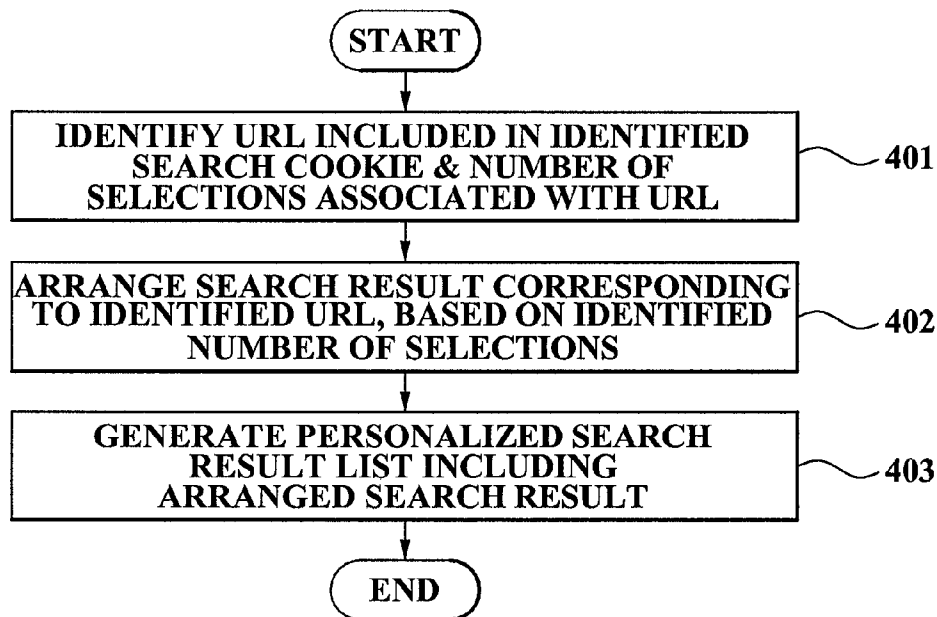 START
IDENTIFY URL INCLUDED IN IDENTIFIED
SEARCH COOKIE & NUMBER OF
SELECTIONS ASSOCIATED WITH URL
401
ARRANGE SEARCH RESULT CORRESPONDING
TO IDENTIFIED URL, BASED ON IDENTIFIED
NUMBER OF SELECTIONS
402
GENERATE PERSONALIZED SEARCH
RESULT LIST INCLUDING
ARRANGED SEARCH RESULT
403
END